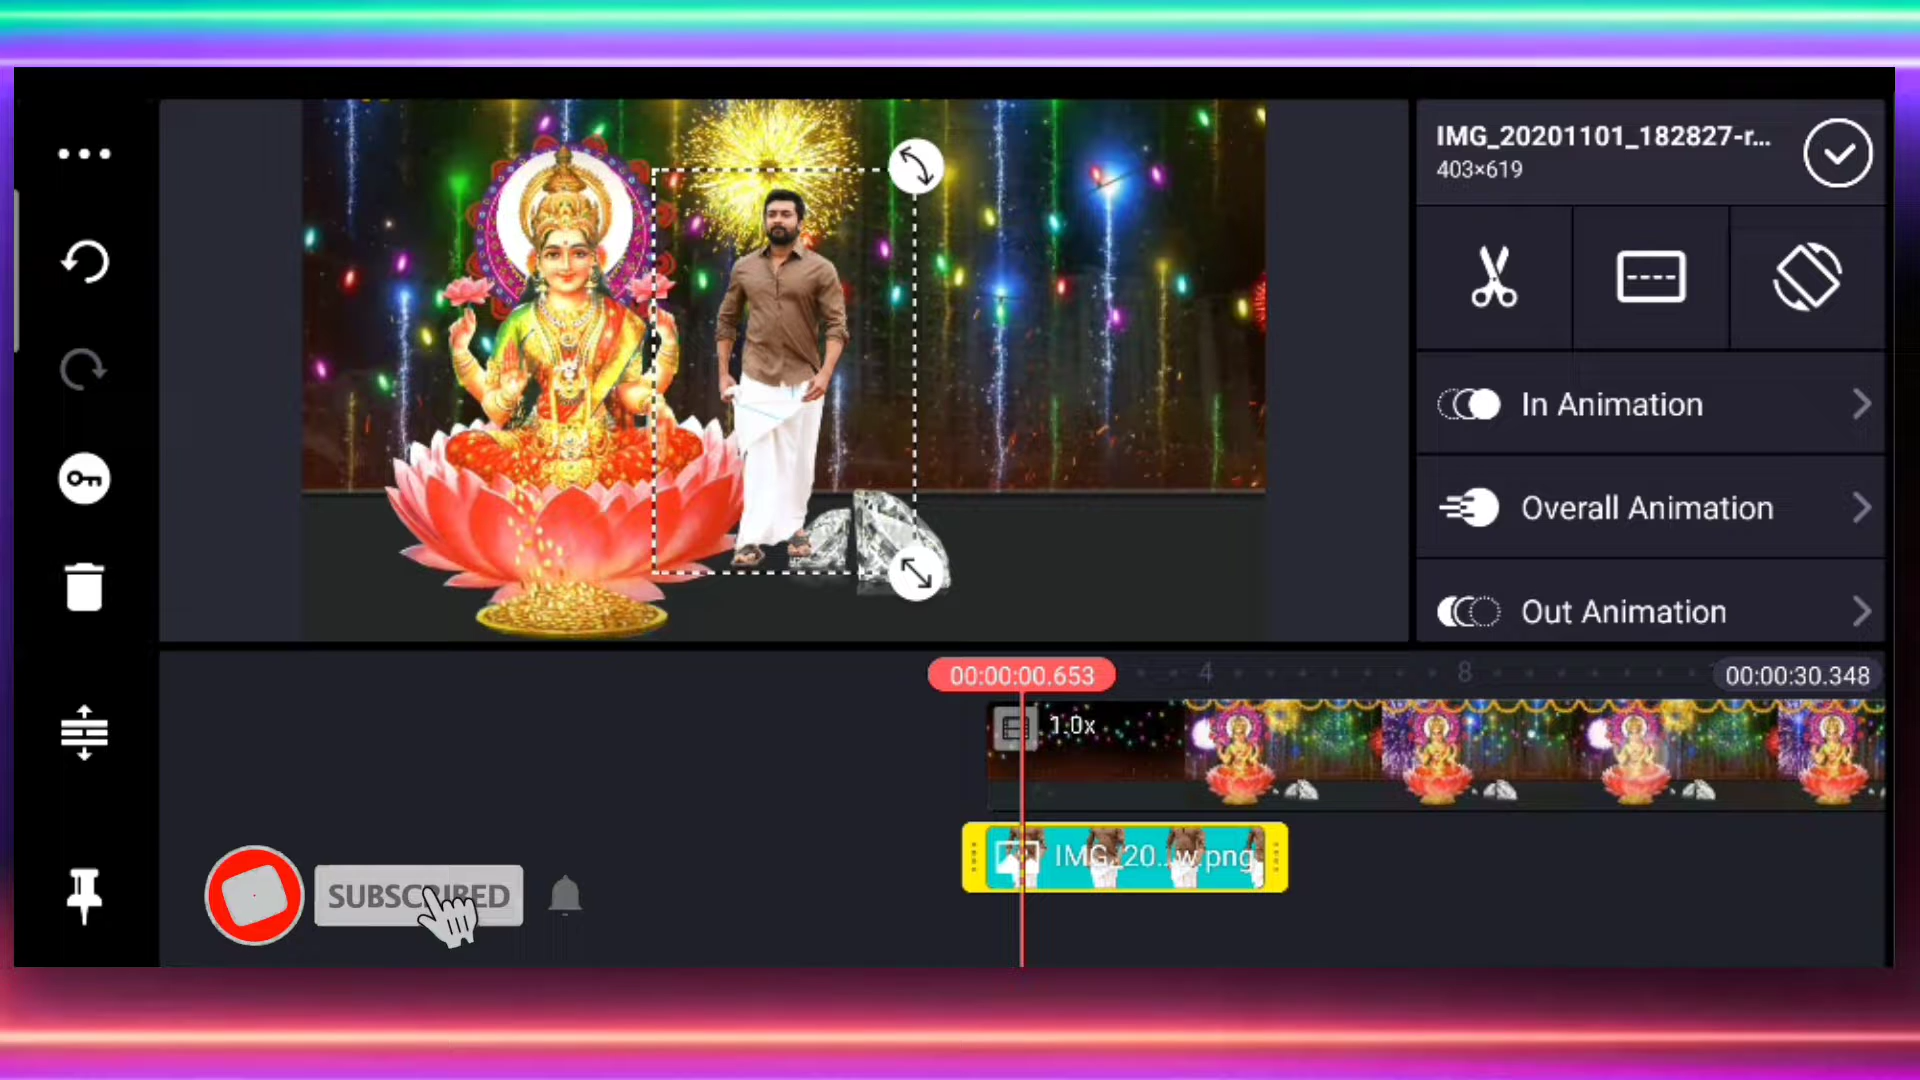 IMG_20201101_182827-r...
403×619
In Animation
Overall Animation
Out Animation
00:00:00.653
4
8
00:00:30.348
1.0x
IMG_20...w.png
SUBSCRIBED